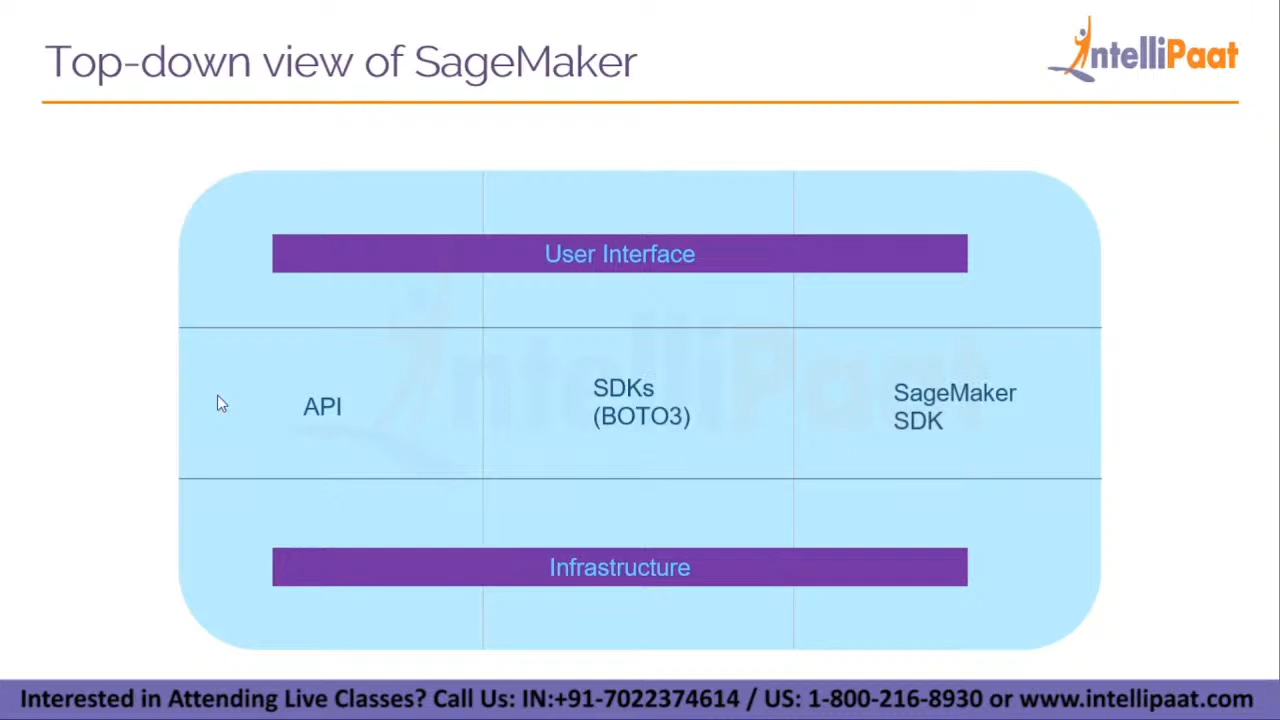 Top-down view of SageMaker
IntelliPaat
User Interface
API
SDKs
(BOTO3)
SageMaker
SDK
IntelliPaat
Infrastructure
Interested in Attending Live Classes? Call Us: IN:+91-7022374614 / US: 1-800-216-8930 or www.intellipaat.com